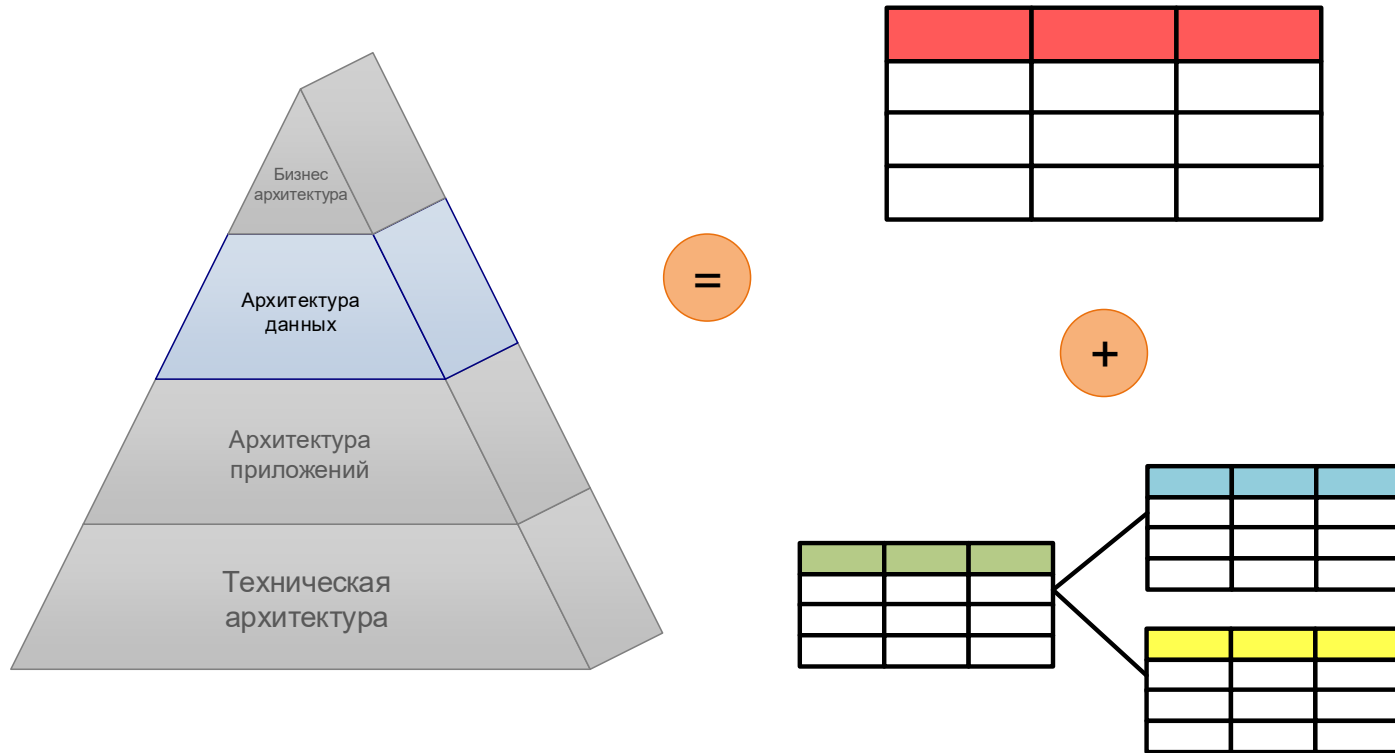 Бизнес
архитектура
Архитектура
данных
=
+
Архитектура
приложений
Техническая
архитектура